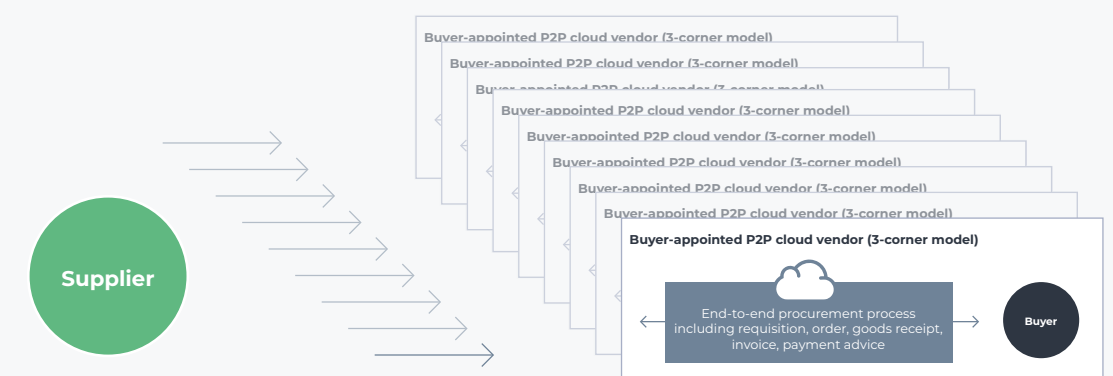 Buyer-appointed P2P cloud vendor (3-corner model)
Buyer-appointed P2P cloud vendor (3-corner model)
Buyer-appointed P2P cloud vendor (3-corner model)
Buyer-appointed P2P cloud vendor (3-corner model)
Buyer-appointed P2P cloud vendor (3-corner model)
Buyer-appointed P2P cloud vendor (3-corner model)
Buyer-appointed P2P cloud vendor (3-corner model)
Buyer-appointed P2P cloud vendor (3-corner model)
Buyer-appointed P2P cloud vendor (3-corner model)
Supplier
End-to-end procurement process
including requisition, order, goods receipt,
invoice, payment advice
Buyer